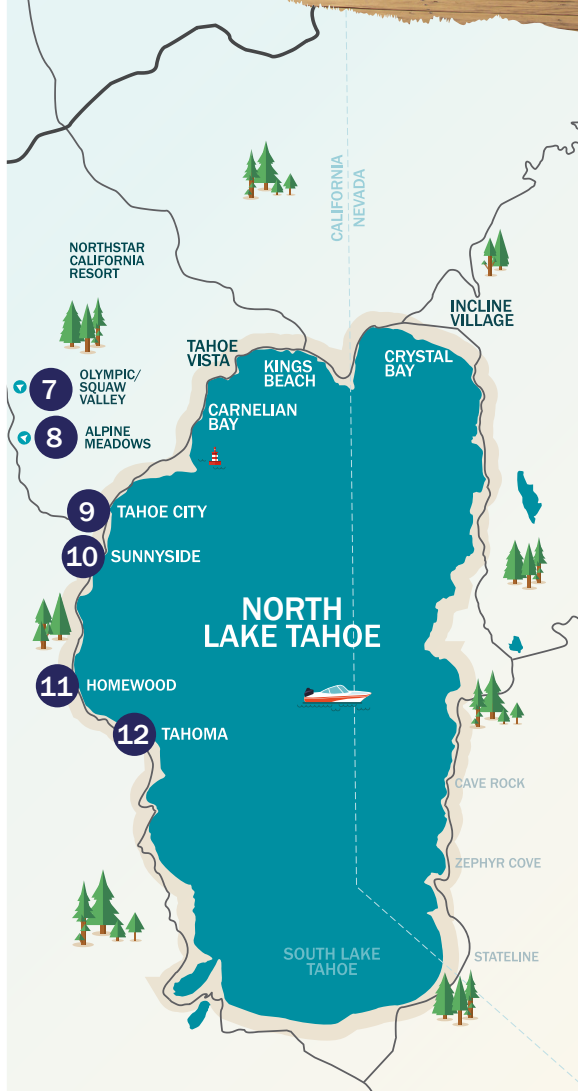 CALIFORNIA
NEVADA
NORTHSTAR
CALIFORNIA
RESORT
INCLINE
VILLAGE
TAHOE
VISTA
KINGS
BEACH
CRYSTAL
BAY
7
OLYMPIC/
SQUAW
VALLEY
CARNELIAN
BAY
8
ALPINE
MEADOWS
9 TAHOE CITY
10 SUNNYSIDE
NORTH
LAKE TAHOE
11 HOMEWOOD
12 TAHOMA
CAVE ROCK
ZEPHYR COVE
SOUTH LAKE
TAHOE
STATELINE